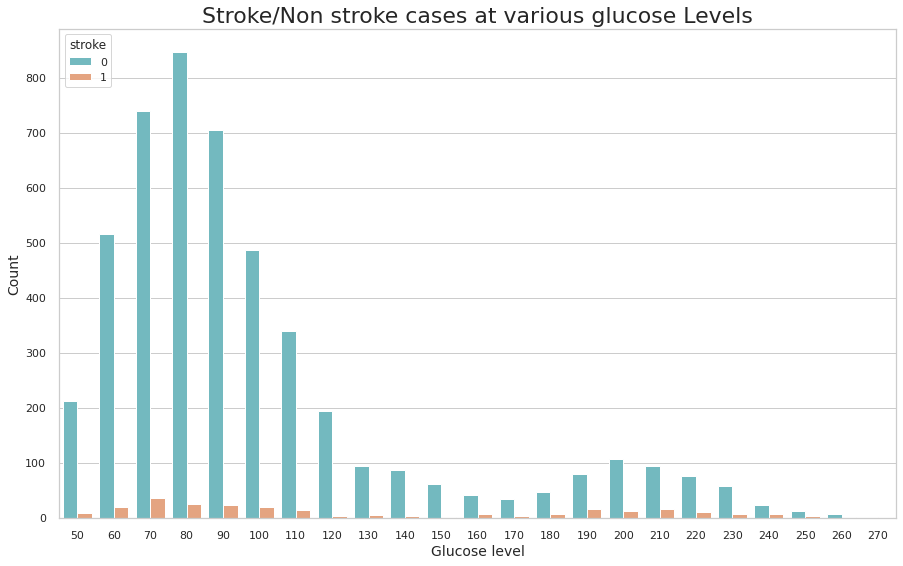 Stroke/Non stroke cases at various glucose Levels
stroke
0
1
800
700
600
500
400
300
200
100
0
Count
50 60 70 80 90 100 110 120 130 140 150 160 170 180 190 200 210 220 230 240 250 260 270
Glucose level